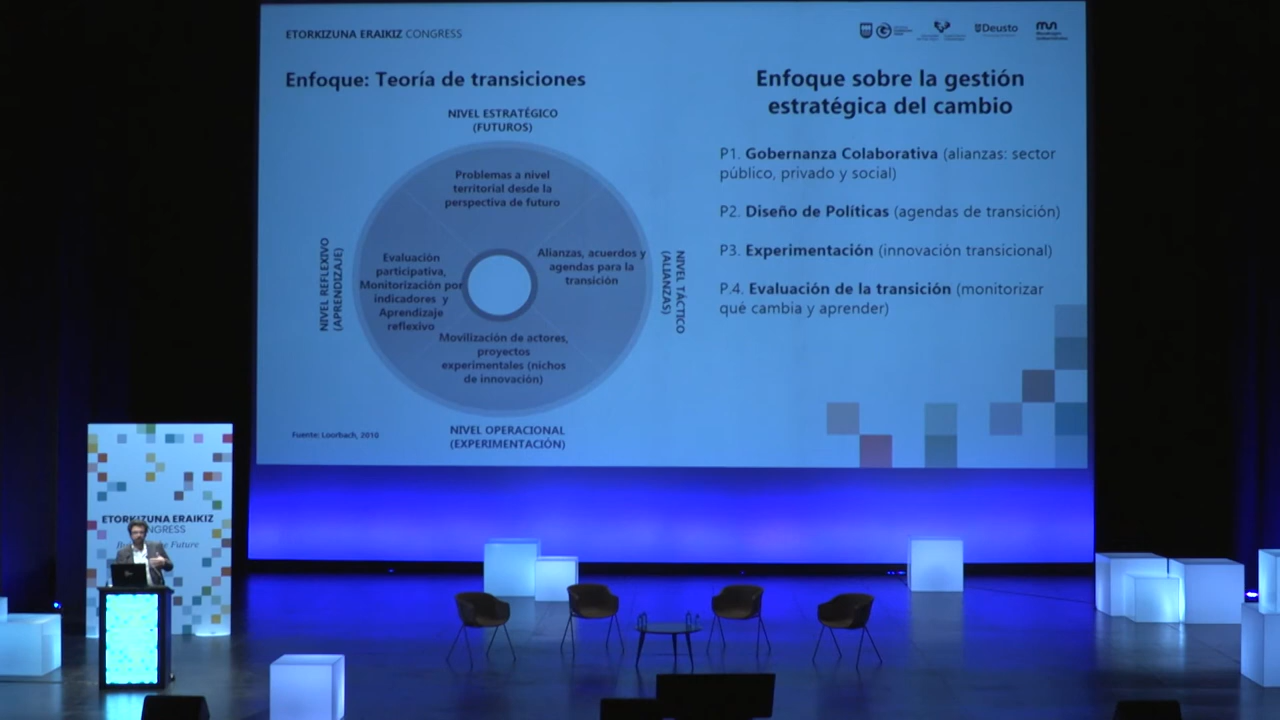 ETORKIZUNA ERAIKIZ CONGRESS
Deusto
Enfoque: Teoría de transiciones
NIVEL ESTRATÉGICO
(FUTUROS)
Problemas a nivel
territorial desde la
perspectiva de futuro
NIVEL REFLEXIVO
(APRENDIZAJE)
Evaluación
participativa,
Monitorización por
indicadores y
Aprendizaje
reflexivo
Alianzas, acuerdos y
agendas para la
transición
NIVEL TÁCTICO
(ALIANZAS)
Movilización de actores,
proyectos
experimentales (nichos
de innovación)
NIVEL OPERACIONAL
(EXPERIMENTACIÓN)
Fuente: Loorbach, 2010
Enfoque sobre la gestión
estratégica del cambio
P1. Gobernanza Colaborativa (alianzas: sector
público, privado y social)
P2. Diseño de Políticas (agendas de transición)
P3. Experimentación (innovación transicional)
P.4. Evaluación de la transición (monitorizar
qué cambia y aprender)
ETORKIZUNA ERAIKIZ
Future